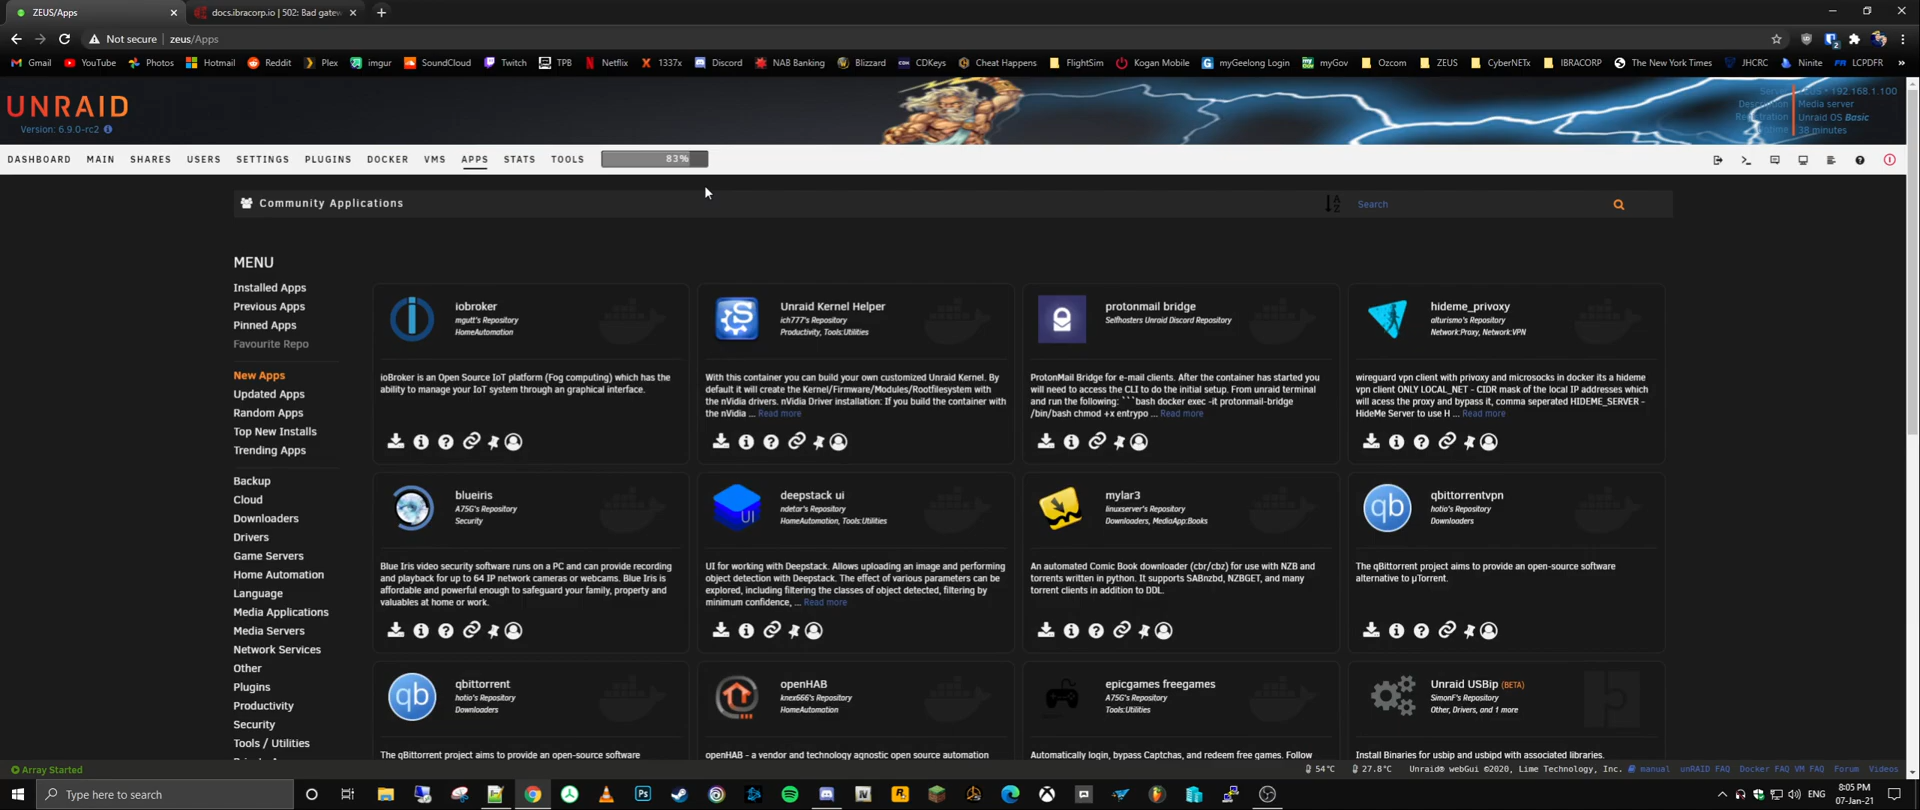 ZEUS/Apps
docs.ibracorp.io | 502: Bad gatew
Not secure | zeus/Apps
Gmail YouTube Photos Hotmail Reddit Plex imgur SoundCloud Twitch TPB Netflix 1337x Discord NAB Banking Blizzard CDKeys Cheat Happens FlightSim Kogan Mobile myGeelong Login myGov Ozcom ZEUS CyberNETx IBRACORP The New York Times JHCRC Ninite LCPDFR »
UNRAID
Version: 6.9.0-rc2
ZEUS • 192.168.1.100
Media server
Unraid OS Basic
38 minutes
DASHBOARD MAIN SHARES USERS SETTINGS PLUGINS DOCKER VMS APPS STATS TOOLS 83%
Community Applications
Search
MENU
Installed Apps
Previous Apps
Pinned Apps
Favourite Repo
New Apps
Updated Apps
Random Apps
Top New Installs
Trending Apps
Backup
Cloud
Downloaders
Drivers
Game Servers
Home Automation
Language
Media Applications
Media Servers
Network Services
Other
Plugins
Productivity
Security
Tools / Utilities
iobroker
mgutt's Repository
HomeAutomation
ioBroker is an Open Source IoT platform (Fog computing) which has the
ability to manage your IoT system through an graphical interface.
Unraid Kernel Helper
ich777's Repository
Productivity, Tools:Utilities
With this container you can build your own customized Unraid Kernel. By
default it will create the Kernel/Firmware/Modules/Rootfilesystem with
the nVidia drivers. nVidia Driver installation: If you build the container with
the nVidia ... Read more
protonmail bridge
Selfhosters Unraid Discord Repository
ProtonMail Bridge for e-mail clients. After the container has started you
will need to access the CLI to do the initial setup. From unraid terminal
and run the following: ```bash docker exec -it protonmail-bridge
/bin/bash chmod +x entrypo ... Read more
hideme_privoxy
alturismo's Repository
Network:Proxy, Network:VPN
wireguard vpn client with privoxy and microsocks in docker its a hideme
vpn client ONLY LOCAL_NET - CIDR mask of the local IP addresses which
will acess the proxy and bypass it, comma seperated HIDEME_SERVER -
HideMe Server to use H ... Read more
blueiris
A75G's Repository
Security
Blue Iris video security software runs on a PC and can provide recording
and playback for up to 64 IP network cameras or webcams. Blue Iris is
affordable and powerful enough to safeguard your family, property and
valuables at home or work.
deepstack ui
ndetar's Repository
HomeAutomation, Tools:Utilities
UI for working with Deepstack. Allows uploading an image and performing
object detection with Deepstack. The effect of various parameters can be
explored, including filtering the classes of object detected, filtering by
minimum confidence, ... Read more
mylar3
linuxserver's Repository
Downloaders, MediaApp:Books
An automated Comic Book downloader (cbr/cbz) for use with NZB and
torrents written in python. It supports SABnzbd, NZBGET, and many
torrent clients in addition to DDL.
qbittorrentvpn
hotio's Repository
Downloaders
The qBittorrent project aims to provide an open-source software
alternative to µTorrent.
qbittorrent
hotio's Repository
Downloaders
The qBittorrent project aims to provide an open-source software
openHAB
knex666's Repository
HomeAutomation
openHAB - a vendor and technology agnostic open source automation
epicgames freegames
A75G's Repository
Tools:Utilities
Automatically login, bypass Captchas, and redeem free games. Follow
Unraid USBip (BETA)
SimonF's Repository
Other, Drivers, and 1 more
Install Binaries for usbip and usbipd with associated libraries.
Array Started
54°C 27.8°C Unraid® webGui ©2020, Lime Technology, Inc. manual unRAID FAQ Docker FAQ VM FAQ Forum Videos
Type here to search
ENG
8:05 PM
07-Jan-21